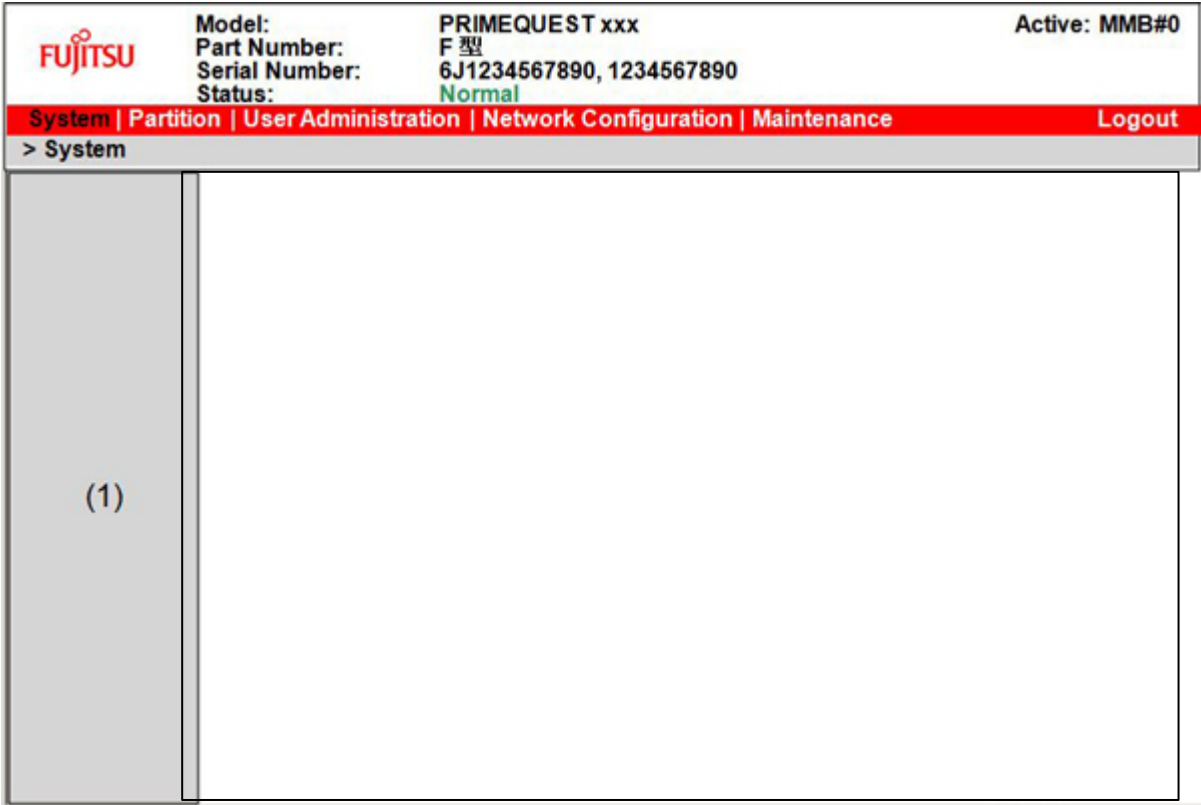 FUJITSU
Model: PRIMEQUEST xxx Active: MMB#0
Part Number: F 型
Serial Number: 6J1234567890, 1234567890
Status: Normal
System | Partition | User Administration | Network Configuration | Maintenance Logout
> System
(1)